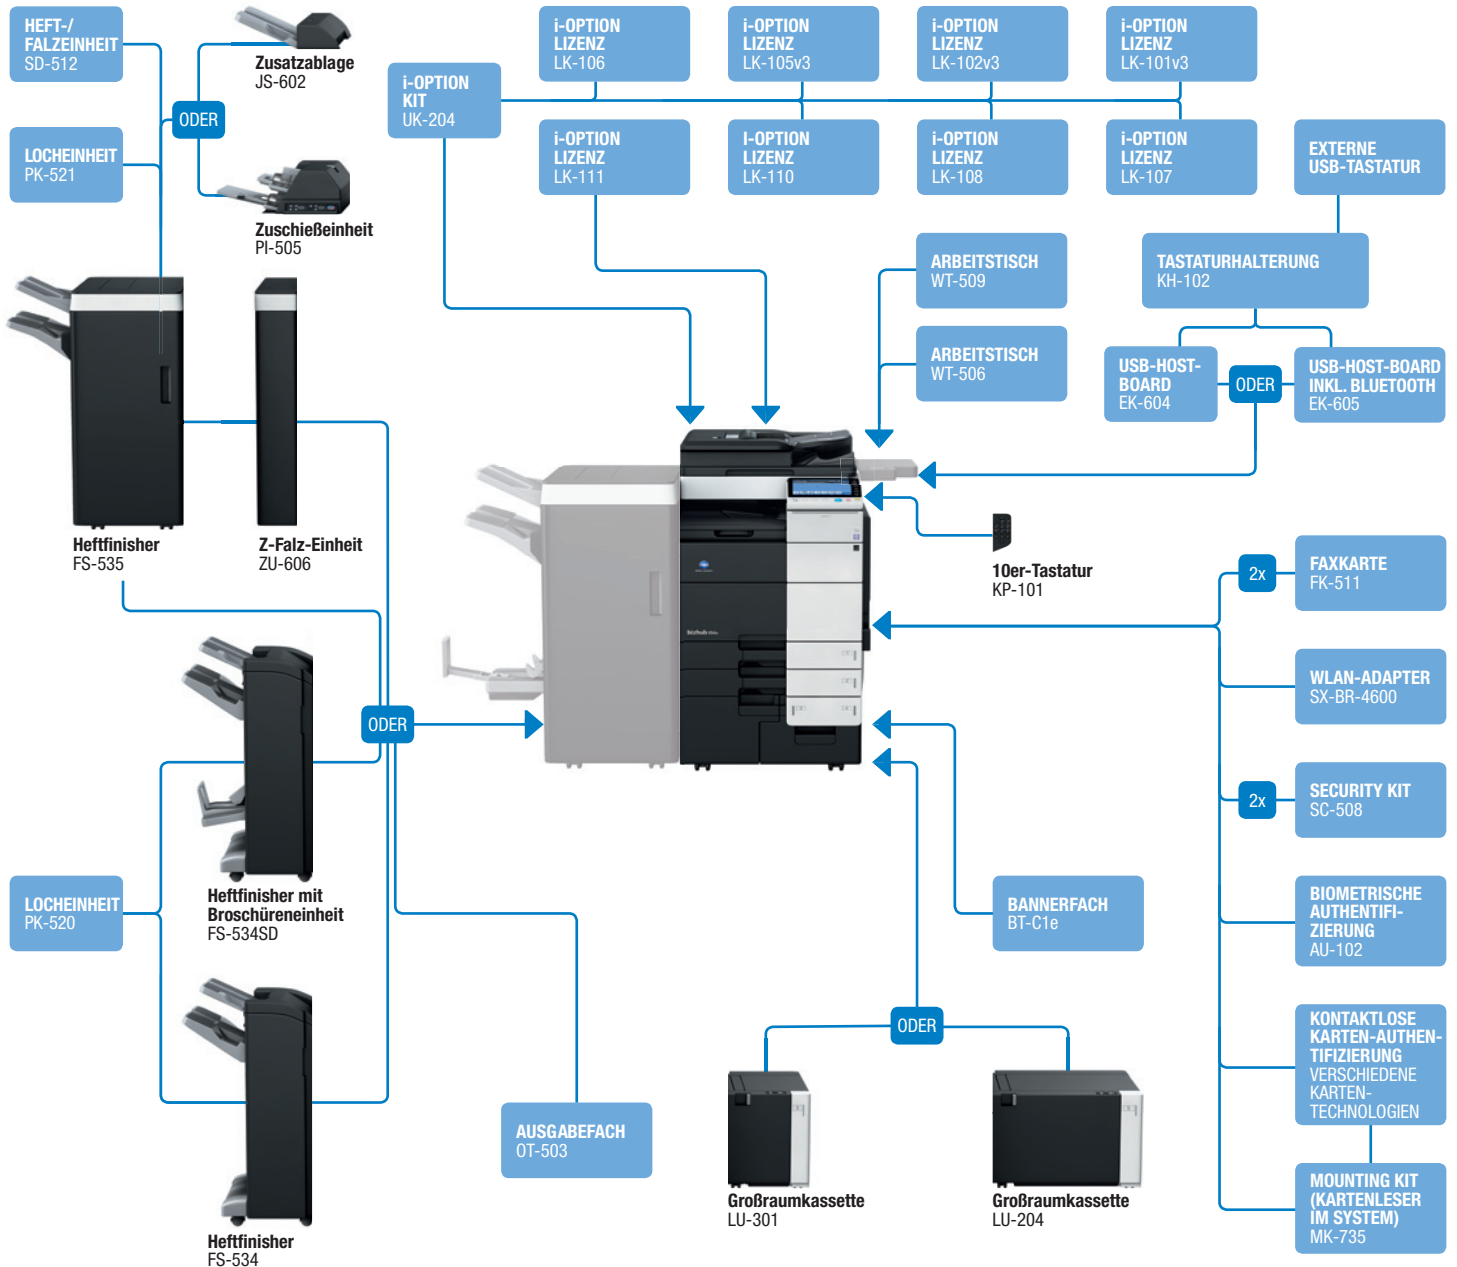 HEFT-/
FALZEINHEIT
SD-512
Zusatzablage
JS-602
ODER
LOCHEINHEIT
PK-521
Zuschießeinheit
PI-505
i-OPTION
KIT
UK-204
i-OPTION
LIZENZ
LK-106
i-OPTION
LIZENZ
LK-105v3
i-OPTION
LIZENZ
LK-102v3
i-OPTION
LIZENZ
LK-101v3
i-OPTION
LIZENZ
LK-111
I-OPTION
LIZENZ
LK-110
i-OPTION
LIZENZ
LK-108
i-OPTION
LIZENZ
LK-107
EXTERNE
USB-TASTATUR
ARBEITSTISCH
WT-509
TASTATURHALTERUNG
KH-102
ARBEITSTISCH
WT-506
USB-HOST-
BOARD
EK-604
ODER
USB-HOST-BOARD
INKL. BLUETOOTH
EK-605
Heftfinisher
FS-535
Z-Falz-Einheit
ZU-606
10er-Tastatur
KP-101
2x
FAXKARTE
FK-511
bizhub
WLAN-ADAPTER
SX-BR-4600
ODER
2x
SECURITY KIT
SC-508
LOCHEINHEIT
PK-520
Heftfinisher mit
Broschüreneinheit
FS-534SD
BANNERFACH
BT-C1e
BIOMETRISCHE
AUTHENTIFI-
ZIERUNG
AU-102
ODER
KONTAKTLOSE
KARTEN-AUTHEN-
TIFIZIERUNG
VERSCHIEDENE
KARTEN-
TECHNOLOGIEN
AUSGABEFACH
OT-503
Großraumkassette
LU-301
Großraumkassette
LU-204
MOUNTING KIT
(KARTENLESER
IM SYSTEM)
MK-735
Heftfinisher
FS-534